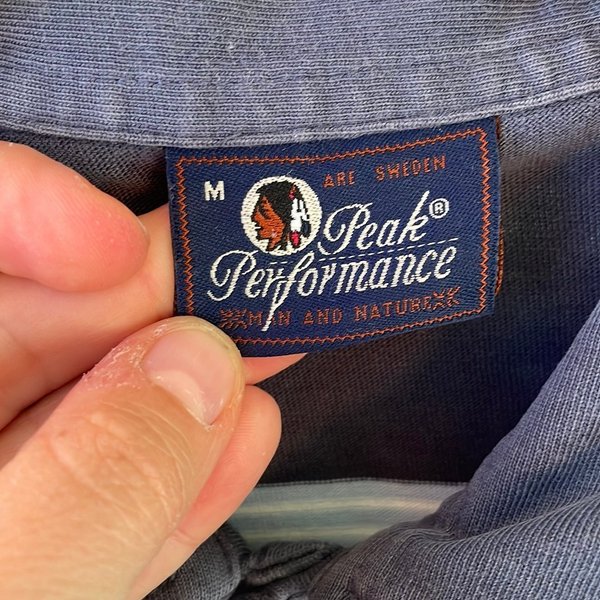 M ARE SWEDEN
Peak®
Performance
MAN AND NATURE